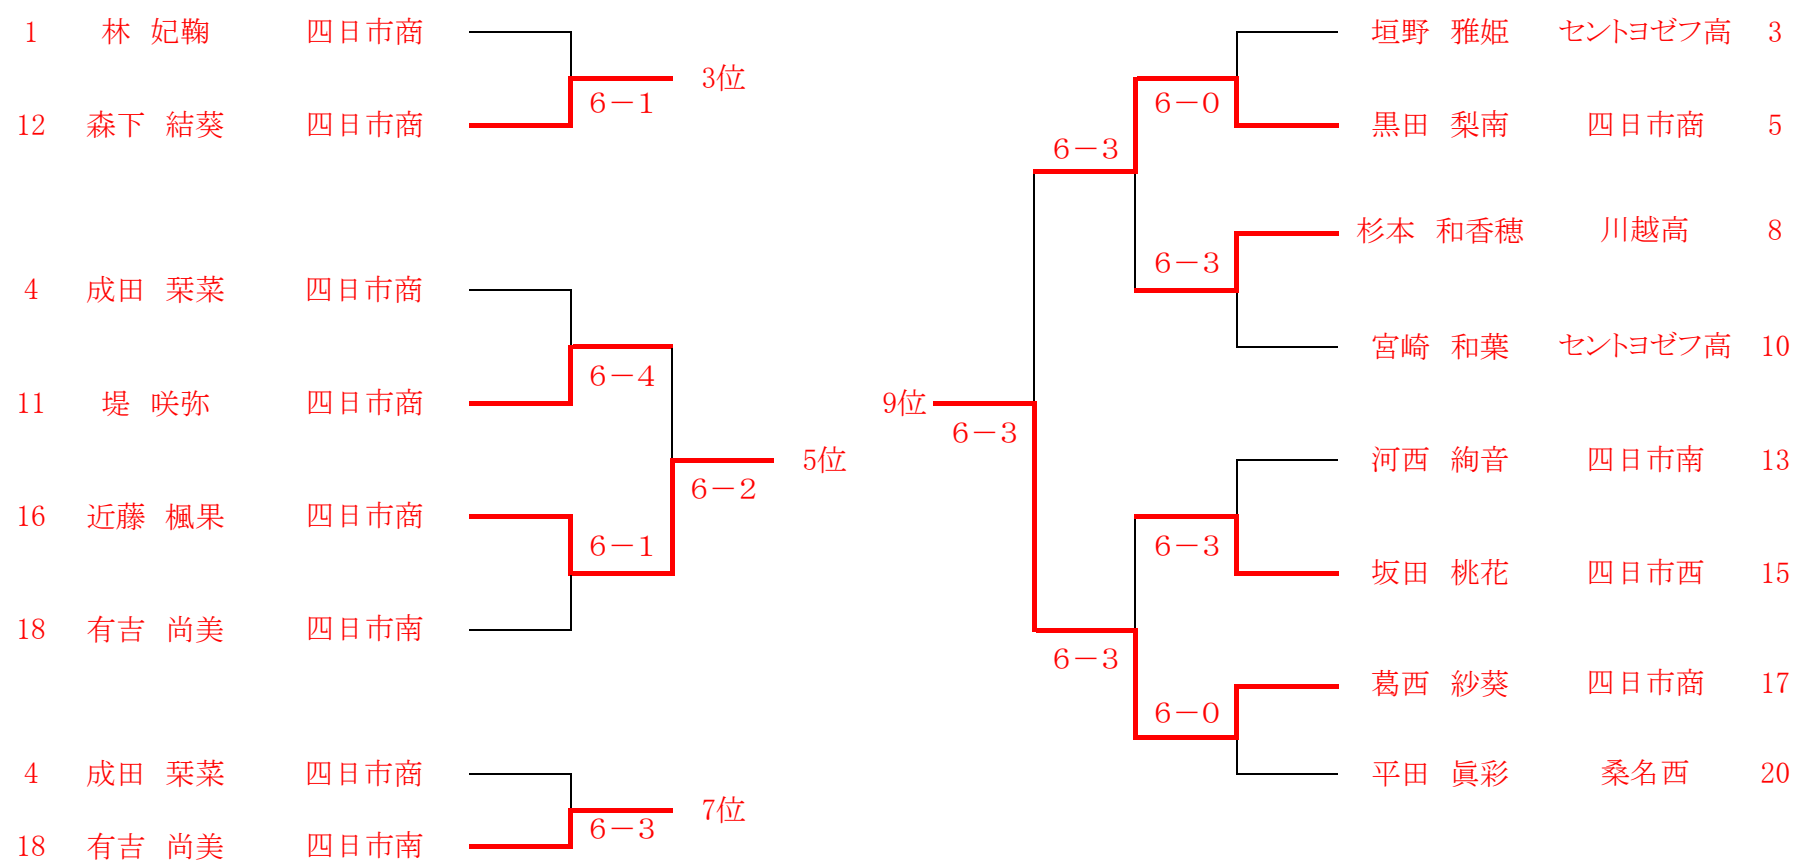 1 林 妃鞠 四日市商
3位
6－1
12 森下 結葵 四日市商
4 成田 栞菜 四日市商
6－4
11 堤 咲弥 四日市商
5位
6－2
16 近藤 楓果 四日市商
6－1
18 有吉 尚美 四日市南
4 成田 栞菜 四日市商
7位
6－3
18 有吉 尚美 四日市南
垣野 雅姫 セントヨゼフ高 3
6－0
黒田 梨南 四日市商 5
6－3
杉本 和香穂 川越高 8
6－3
宮崎 和葉 セントヨゼフ高 10
9位
6－3
河西 絢音 四日市南 13
6－3
坂田 桃花 四日市西 15
6－3
葛西 紗葵 四日市商 17
6－0
平田 眞彩 桑名西 20